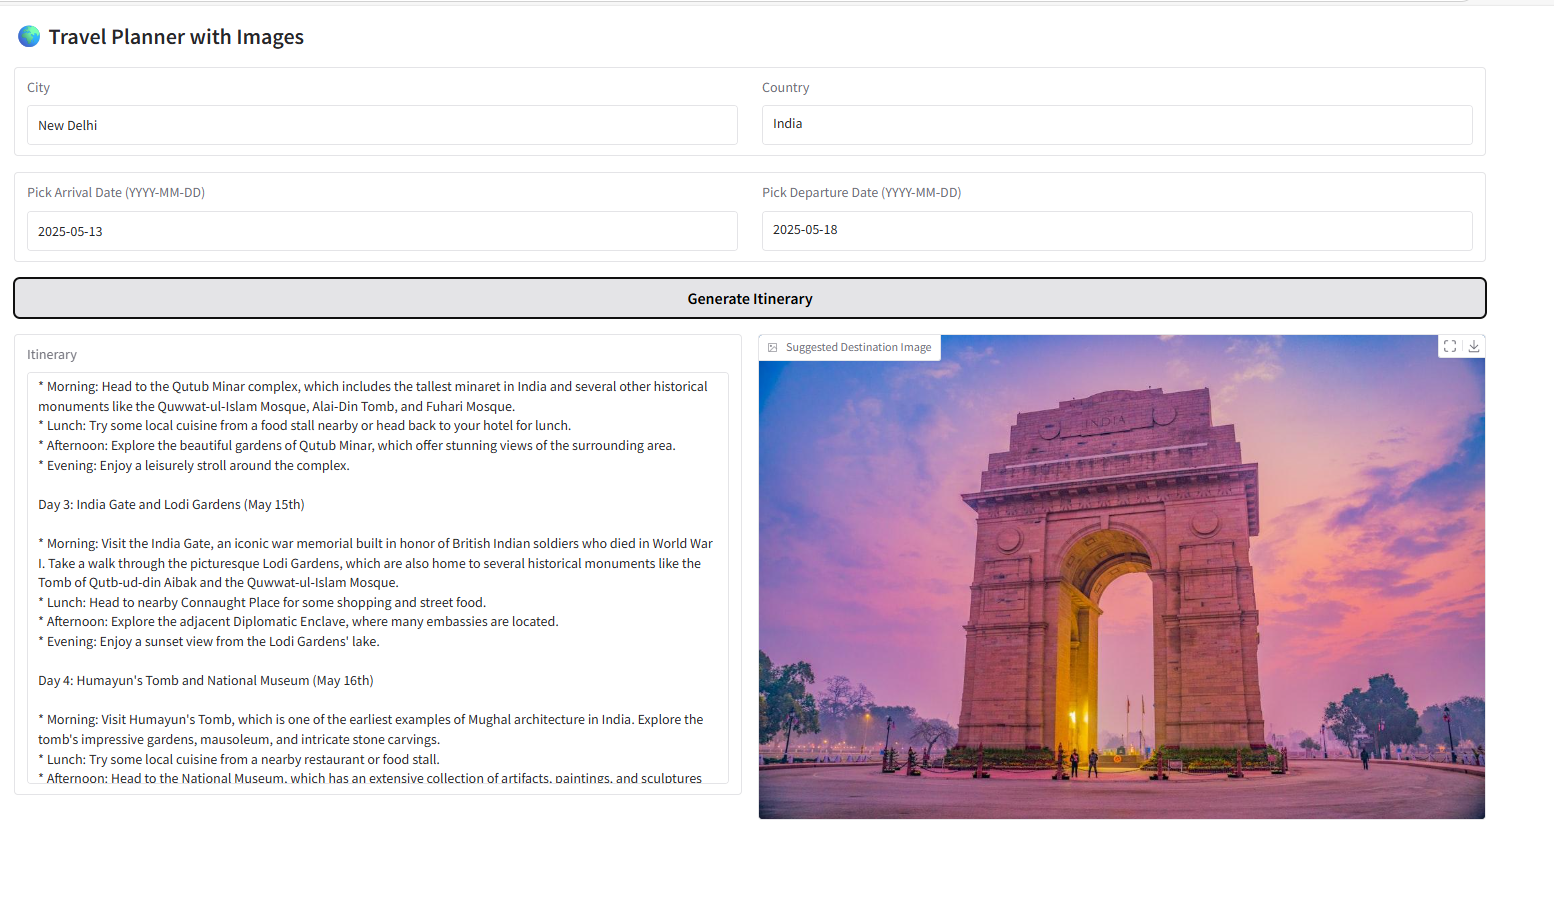 Travel Planner with Images
City
Country
New Delhi
India
Pick Arrival Date (YYYY-MM-DD)
Pick Departure Date (YYYY-MM-DD)
2025-05-13
2025-05-18
Generate Itinerary
Itinerary
* Morning: Head to the Qutub Minar complex, which includes the tallest minaret in India and several other historical
monuments like the Quwwat-ul-Islam Mosque, Alai-Din Tomb, and Fuhari Mosque.
* Lunch: Try some local cuisine from a food stall nearby or head back to your hotel for lunch.
* Afternoon: Explore the beautiful gardens of Qutub Minar, which offer stunning views of the surrounding area.
* Evening: Enjoy a leisurely stroll around the complex.
Day 3: India Gate and Lodi Gardens (May 15th)
* Morning: Visit the India Gate, an iconic war memorial built in honor of British Indian soldiers who died in World War
I. Take a walk through the picturesque Lodi Gardens, which are also home to several historical monuments like the
Tomb of Qutb-ud-din Aibak and the Quwwat-ul-Islam Mosque.
* Lunch: Head to nearby Connaught Place for some shopping and street food.
* Afternoon: Explore the adjacent Diplomatic Enclave, where many embassies are located.
* Evening: Enjoy a sunset view from the Lodi Gardens' lake.
Day 4: Humayun's Tomb and National Museum (May 16th)
* Morning: Visit Humayun's Tomb, which is one of the earliest examples of Mughal architecture in India. Explore the
tomb's impressive gardens, mausoleum, and intricate stone carvings.
* Lunch: Try some local cuisine from a nearby restaurant or food stall.
* Afternoon: Head to the National Museum, which has an extensive collection of artifacts, paintings, and sculptures
Suggested Destination Image
INDIA